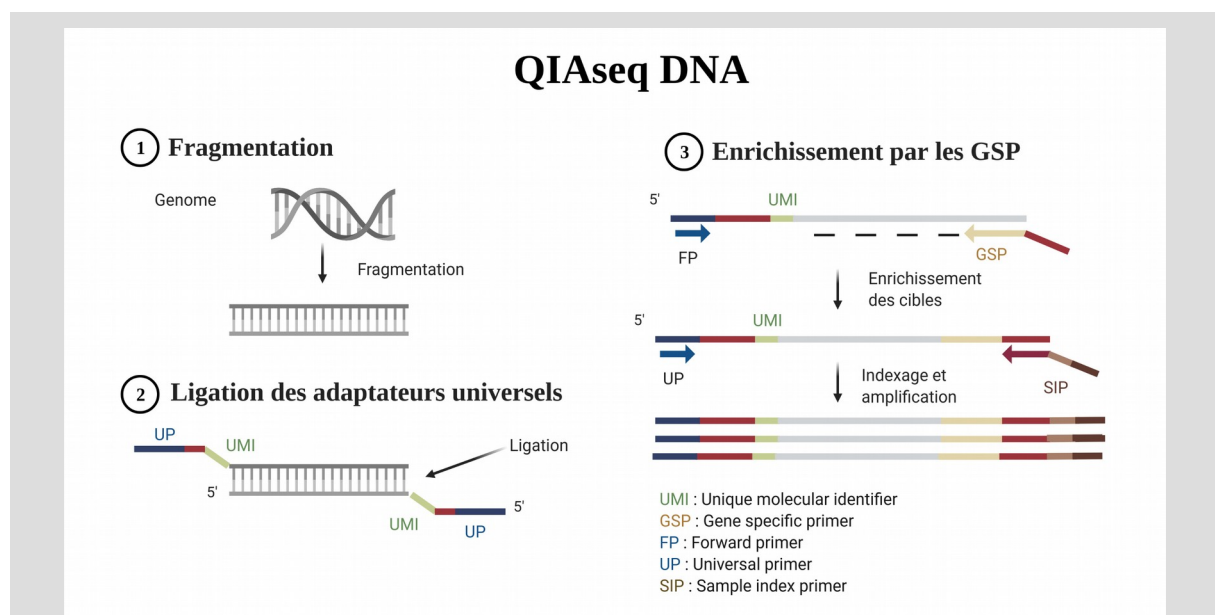 QIAseq DNA
1 Fragmentation
Genome
Fragmentation
2 Ligation des adaptateurs universels
UP
UMI
Ligation
5'
5'
UMI
UP
3 Enrichissement par les GSP
5'
UMI
FP
GSP
Enrichissement
des cibles
5'
UMI
UP
SIP
Indexage et
amplification
UMI : Unique molecular identifier
GSP : Gene specific primer
FP : Forward primer
UP : Universal primer
SIP : Sample index primer